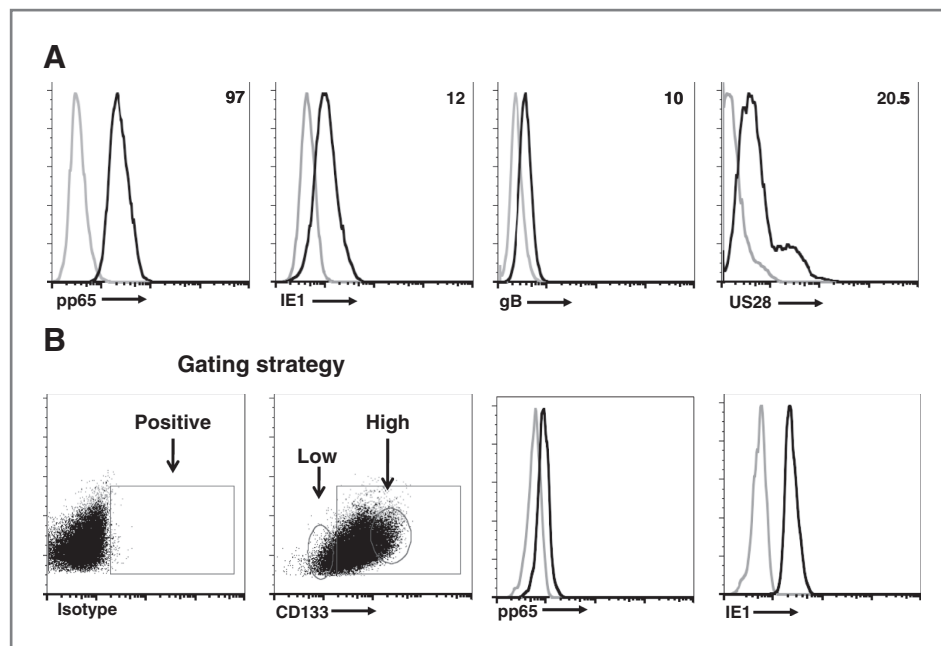 A
97
12
10
20.5
pp65
IE1
gB
US28
B
Gating strategy
Positive
High
Low
Isotype
CD133
pp65
IE1